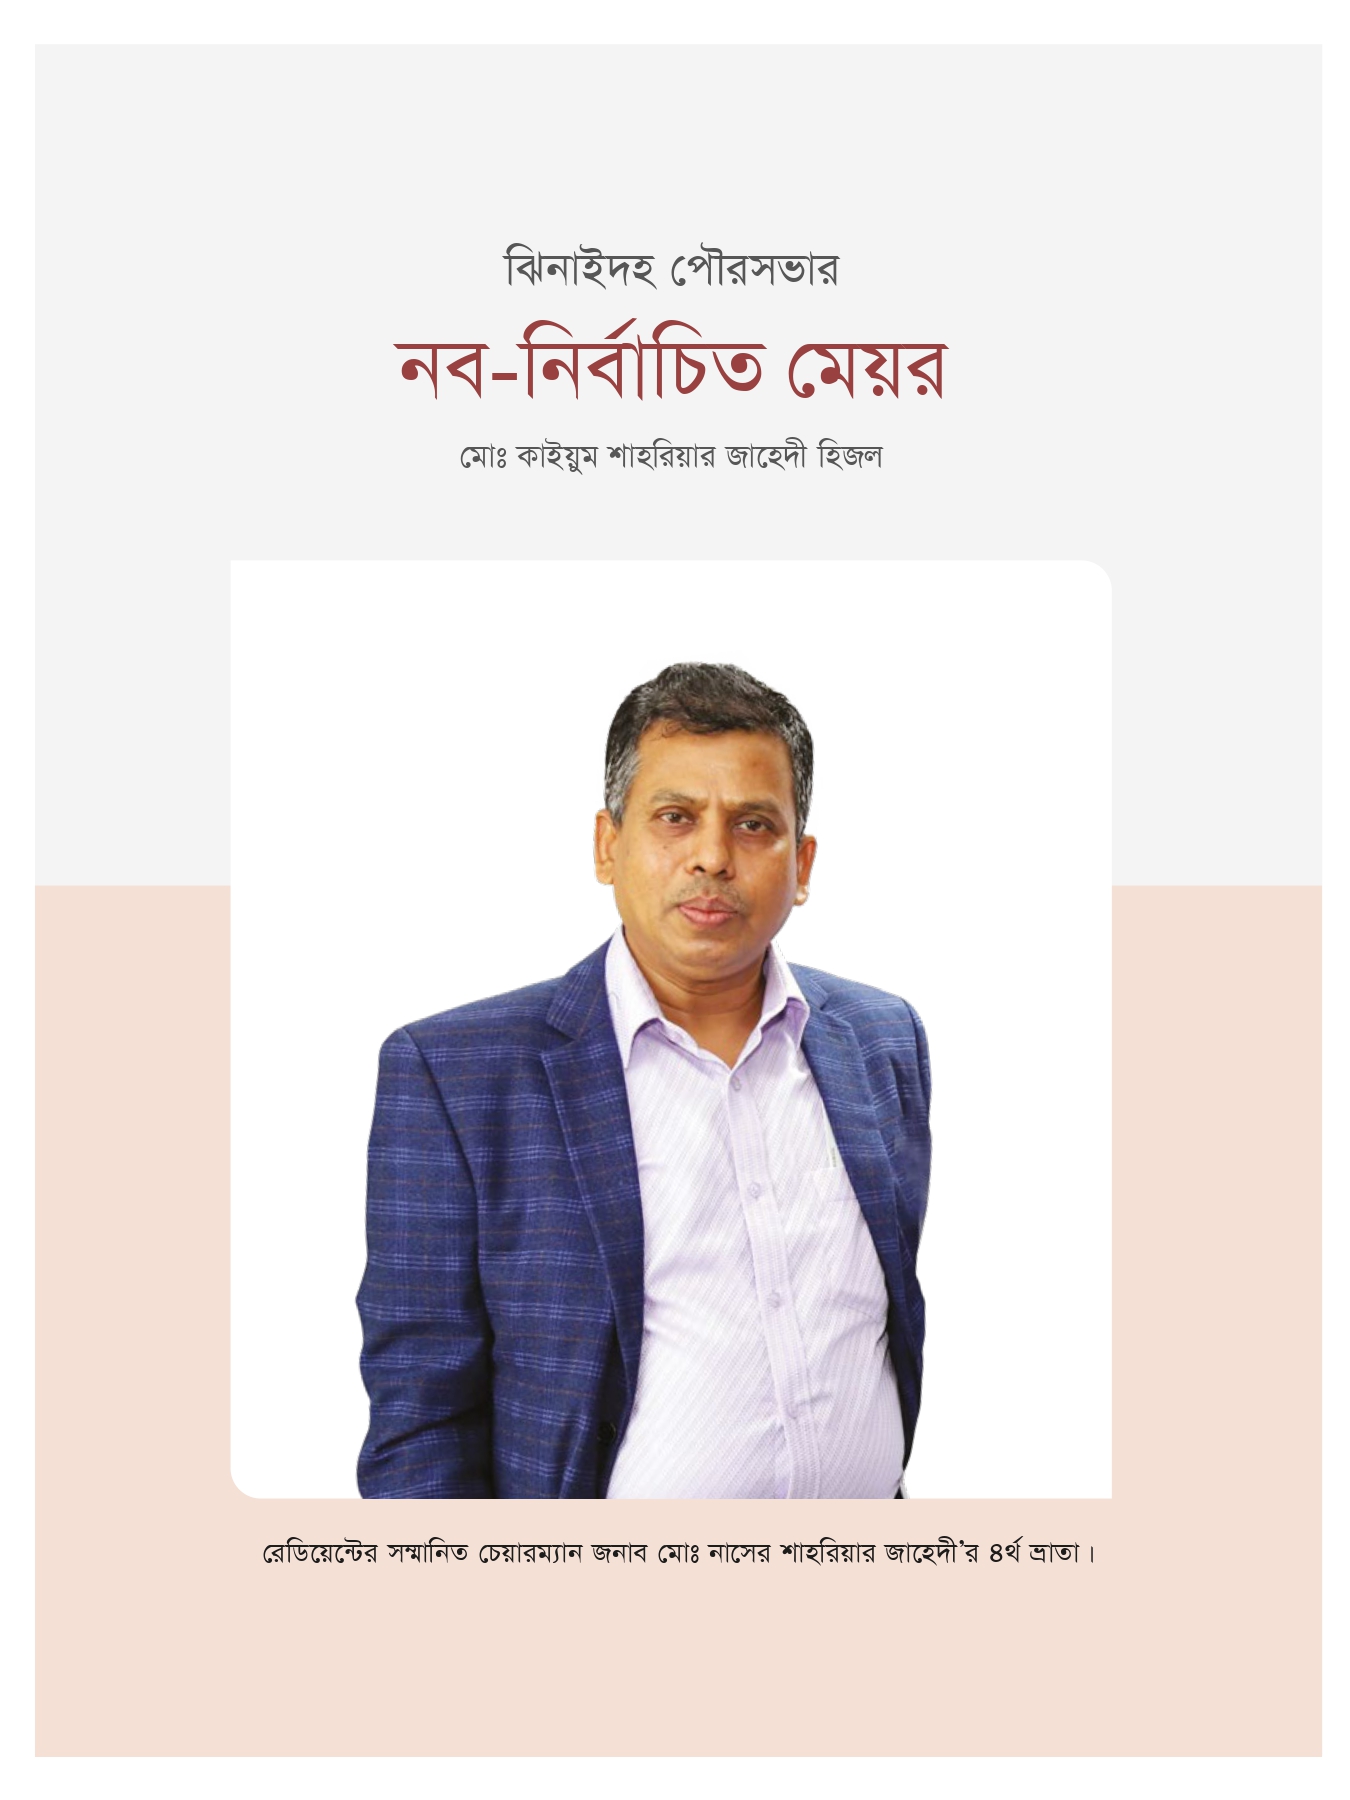 ঝিনাইদহ পৌরসভার
নব-নির্বাচিত মেয়র
মোঃ কাইয়ুম শাহরিয়ার জাহেদী হিজল
রেডিয়েন্টের সম্মানিত চেয়ারম্যান জনাব মোঃ নাসের শাহরিয়ার জাহেদী’র ৪র্থ ভ্রাতা।